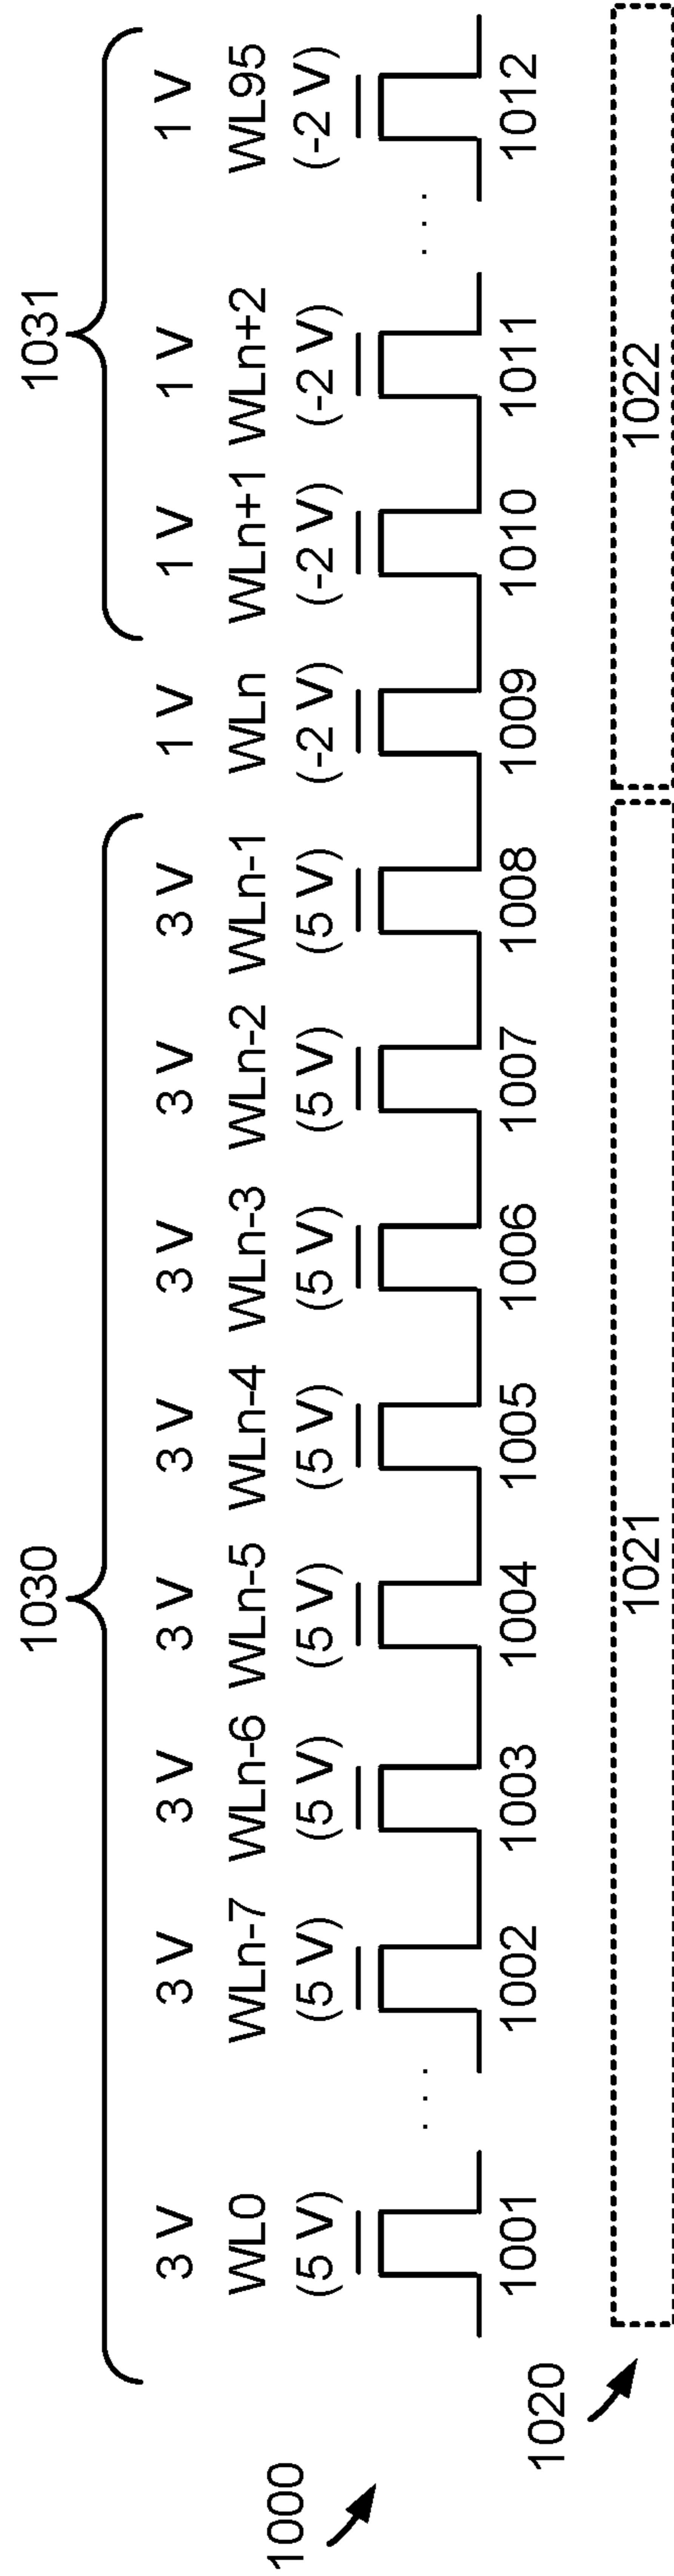 1030 1031
3 V 3 V 3 V 3 V 3 V 3 V 3 V 3 V 1 V 1 V 1 V 1 V
WL0 WLn-7 WLn-6 WLn-5 WLn-4 WLn-3 WLn-2 WLn-1 WLn WLn+1 WLn+2 WL95
(5 V) (5 V) (5 V) (5 V) (5 V) (5 V) (5 V) (5 V) (-2 V) (-2 V) (-2 V) (-2 V)
1000 . . . . . .
1001 1002 1003 1004 1005 1006 1007 1008 1009 1010 1011 1012
1020
1021 1022